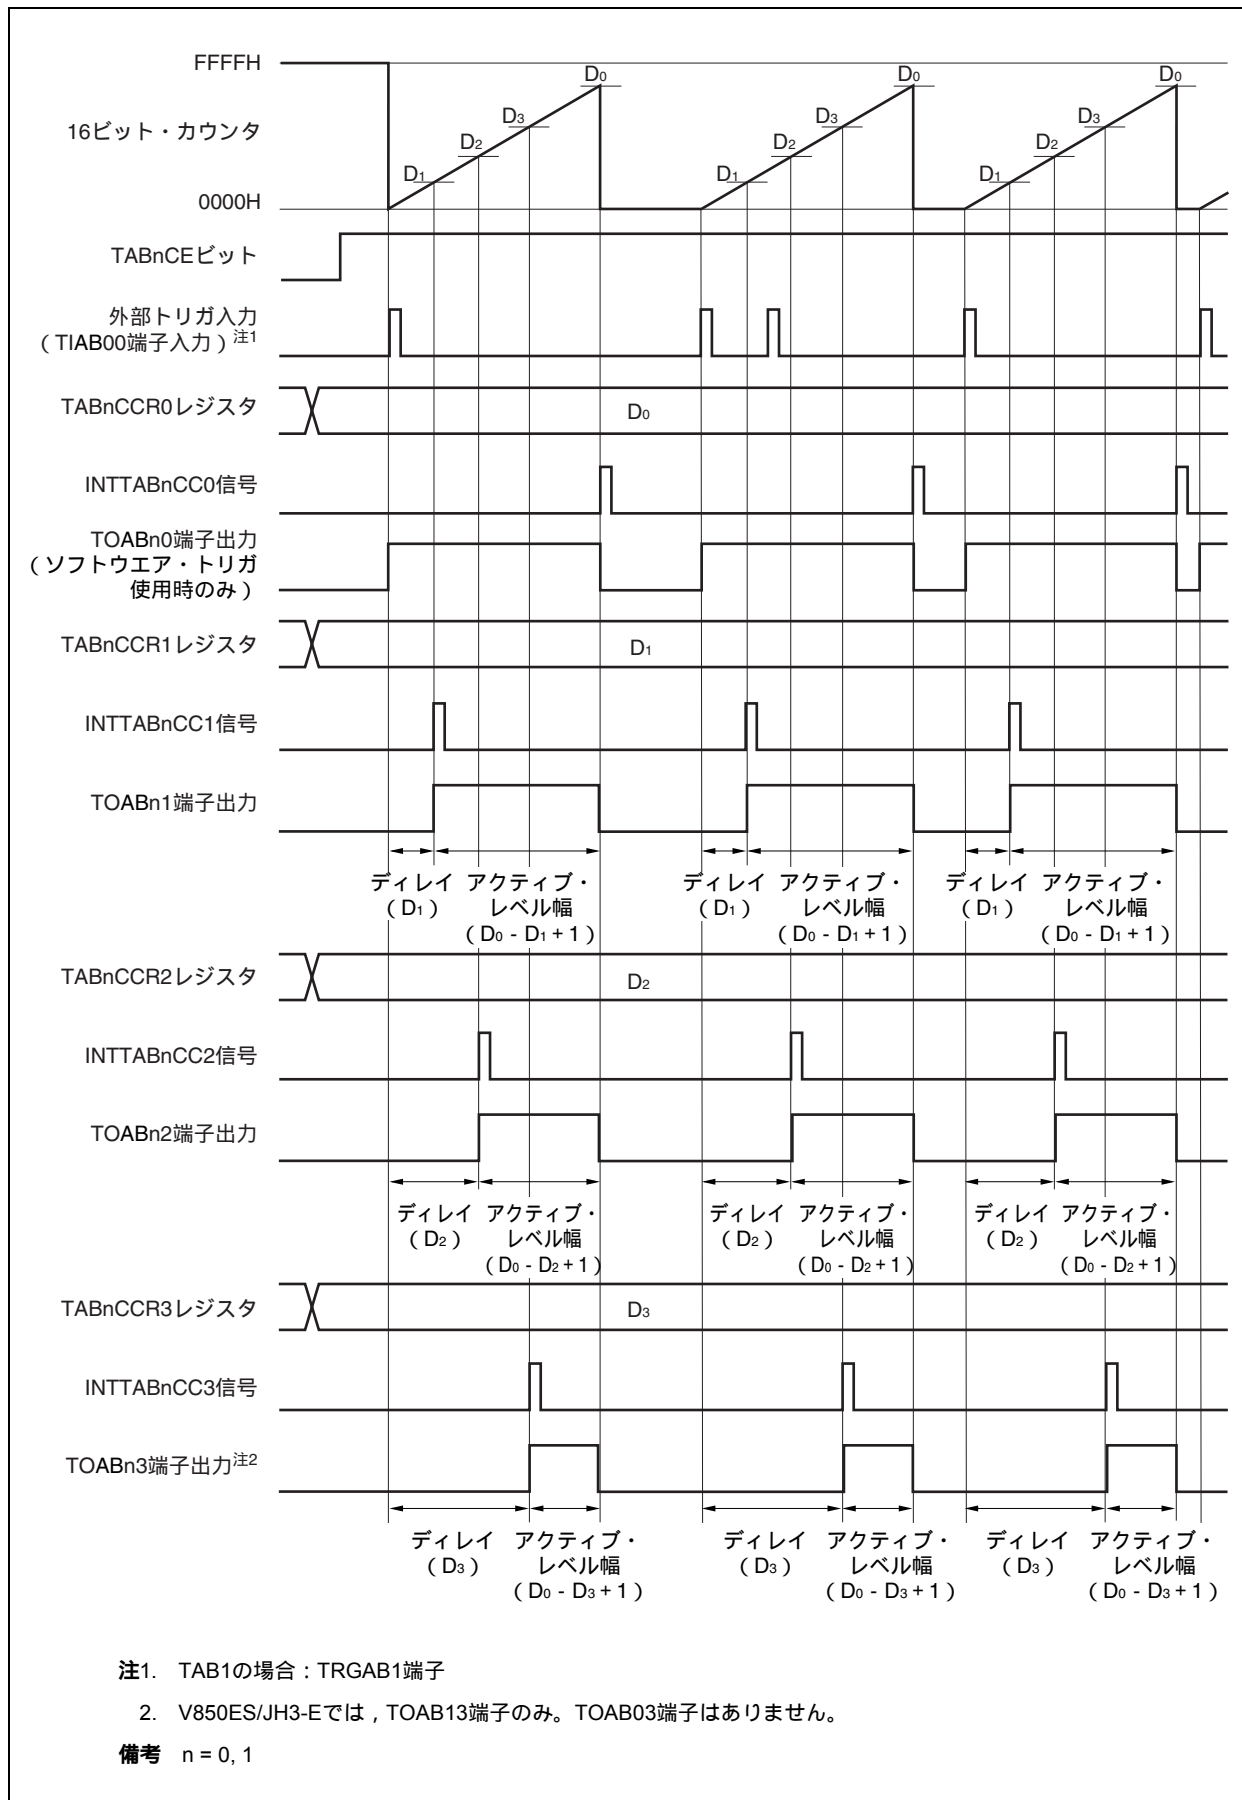 FFFFH
D0 D0 D0
16ビット・カウンタ
D3 D3 D3
D2 D2 D2
D1 D1 D1
0000H
TABnCEビット
外部トリガ入力
（TIAB00端子入力）注1
TABnCCR0レジスタ D0
INTTABnCC0信号
TOABn0端子出力
（ソフトウエア・トリガ
使用時のみ）
TABnCCR1レジスタ D1
INTTABnCC1信号
TOABn1端子出力
ディレイ アクティブ・ ディレイ アクティブ・ ディレイ アクティブ・
（D1） レベル幅 （D1） レベル幅 （D1） レベル幅
（D0 - D1 + 1） （D0 - D1 + 1） （D0 - D1 + 1）
TABnCCR2レジスタ D2
INTTABnCC2信号
TOABn2端子出力
ディレイ アクティブ・ ディレイ アクティブ・ ディレイ アクティブ・
（D2） レベル幅 （D2） レベル幅 （D2） レベル幅
（D0 - D2 + 1） （D0 - D2 + 1） （D0 - D2 + 1）
TABnCCR3レジスタ D3
INTTABnCC3信号
TOABn3端子出力注2
ディレイ アクティブ・ ディレイ アクティブ・ ディレイ アクティブ・
（D3） レベル幅 （D3） レベル幅 （D3） レベル幅
（D0 - D3 + 1） （D0 - D3 + 1） （D0 - D3 + 1）
注1. TAB1の場合：TRGAB1端子
2. V850ES/JH3-Eでは，TOAB13端子のみ。TOAB03端子はありません。
備考 n = 0, 1